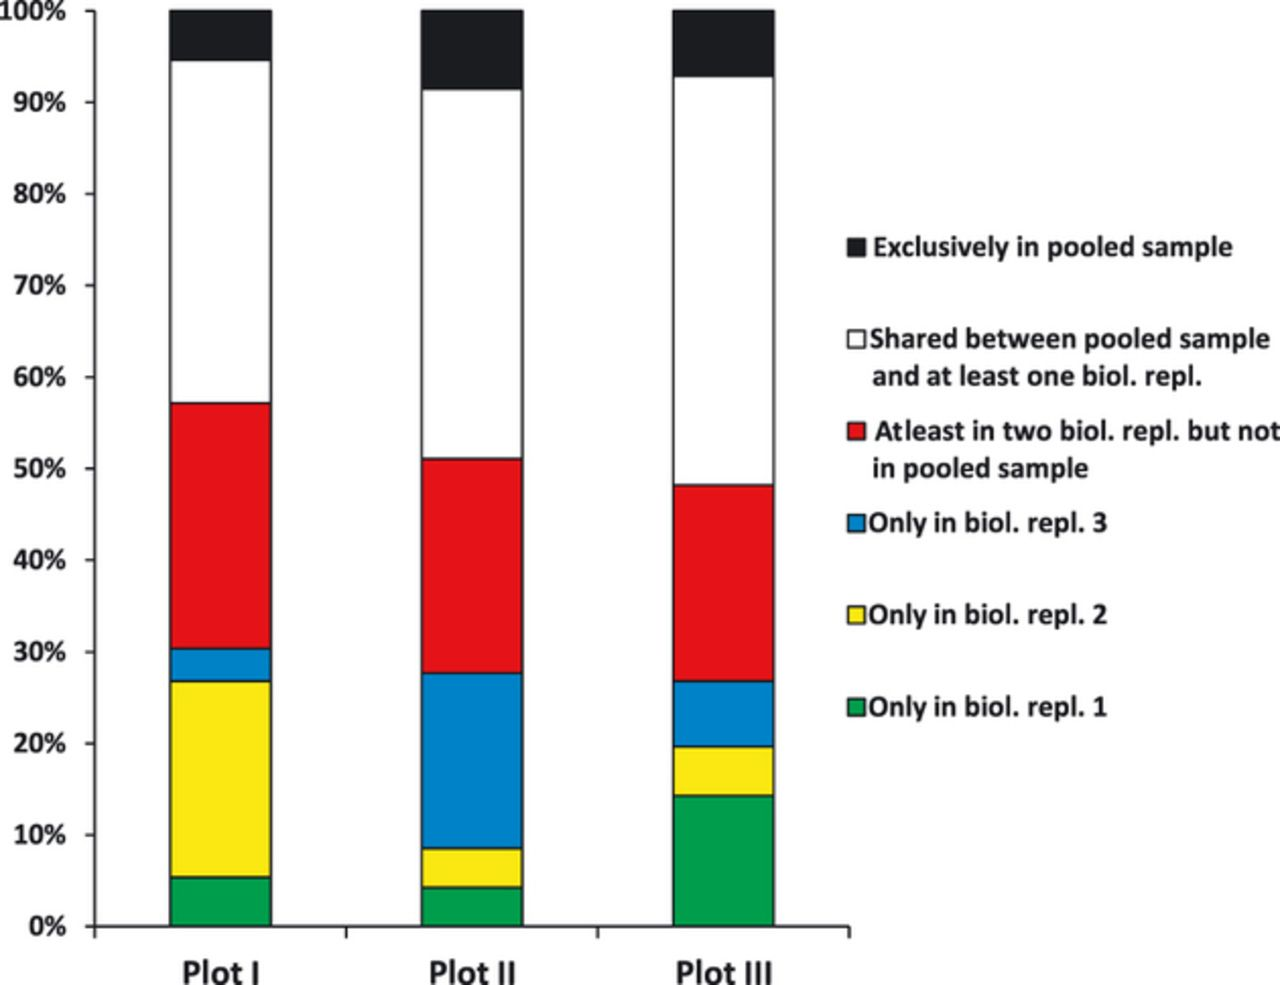 100%
90%
80%
70%
60%
50%
40%
30%
20%
10%
0%
Plot I
Plot II
Plot III
Exclusively in pooled sample
Shared between pooled sample
and at least one biol. repl.
Atleast in two biol. repl. but not
in pooled sample
Only in biol. repl. 3
Only in biol. repl. 2
Only in biol. repl. 1